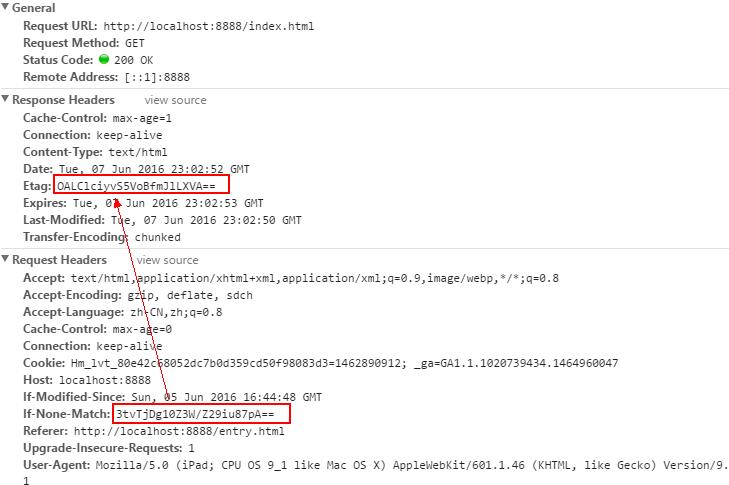 General
Request URL: http://localhost:8888/index.html
Request Method: GET
Status Code: 200 OK
Remote Address: [::1]:8888
Response Headers view source
Cache-Control: max-age=1
Connection: keep-alive
Content-Type: text/html
Date: Tue, 07 Jun 2016 23:02:52 GMT
Etag: OALClciyvS5VoBfmJlLXVA==
Expires: Tue, 07 Jun 2016 23:02:53 GMT
Last-Modified: Tue, 07 Jun 2016 23:02:50 GMT
Transfer-Encoding: chunked
Request Headers view source
Accept: text/html,application/xhtml+xml,application/xml;q=0.9,image/webp,*/*;q=0.8
Accept-Encoding: gzip, deflate, sdch
Accept-Language: zh-CN,zh;q=0.8
Cache-Control: max-age=0
Connection: keep-alive
Cookie: Hm_lvt_80e42c68052dc7b0d359cd50f98083d3=1462890912; _ga=GA1.1.1020739434.1464960047
Host: localhost:8888
If-Modified-Since: Sun, 05 Jun 2016 16:44:48 GMT
If-None-Match: 3tvTjDg10Z3W/Z29iu87pA==
Referer: http://localhost:8888/entry.html
Upgrade-Insecure-Requests: 1
User-Agent: Mozilla/5.0 (iPad; CPU OS 9_1 like Mac OS X) AppleWebKit/601.1.46 (KHTML, like Gecko) Version/9.
1